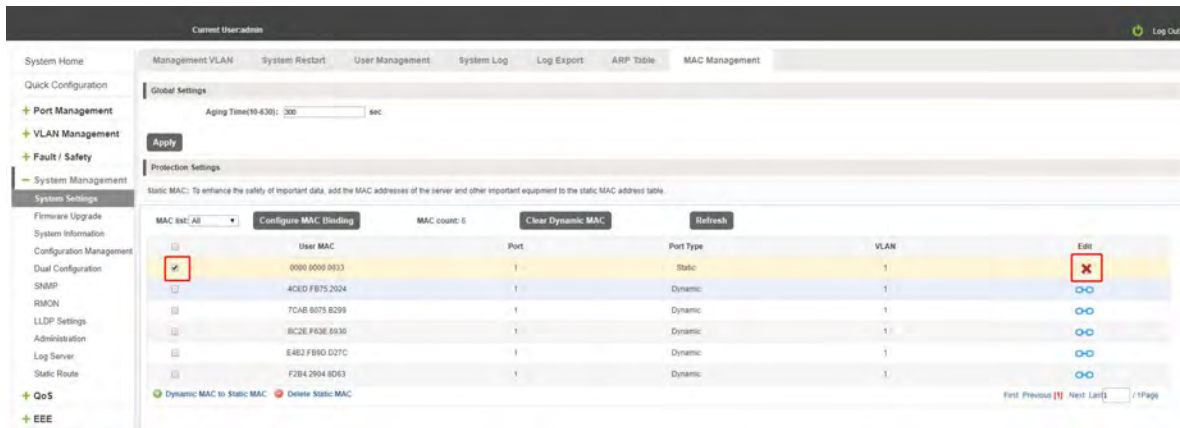 Current User:admin
Log Out
System Home
Quick Configuration
Port Management
VLAN Management
Fault / Safety
System Management
System Settings
Firmware Upgrade
System Information
Configuration Management
Dual Configuration
SNMP
RMON
LLDP Settings
Administration
Log Server
Static Route
QoS
EEE
Management VLAN System Restart User Management System Log Log Export ARP Table MAC Management
Global Settings
Aging Time(10-630): 300 sec
Apply
Protection Settings
Static MAC: To enhance the safety of important data, add the MAC addresses of the server and other important equipment to the static MAC address table.
MAC list: All Configure MAC Binding MAC count: 6 Clear Dynamic MAC Refresh
User MAC Port Port Type VLAN Edit
0000.0000.0033 1 Static 1
4CED.FB75.2024 1 Dynamic 1
7CAB.6075.B299 1 Dynamic 1
1 Dynamic 1
E4B2.FB9D.D27C 1 Dynamic 1
F2B4.2904.8D63 1 Dynamic 1
Dynamic MAC to Static MAC Delete Static MAC
First Previous [1] Next Last 1 / 1Page